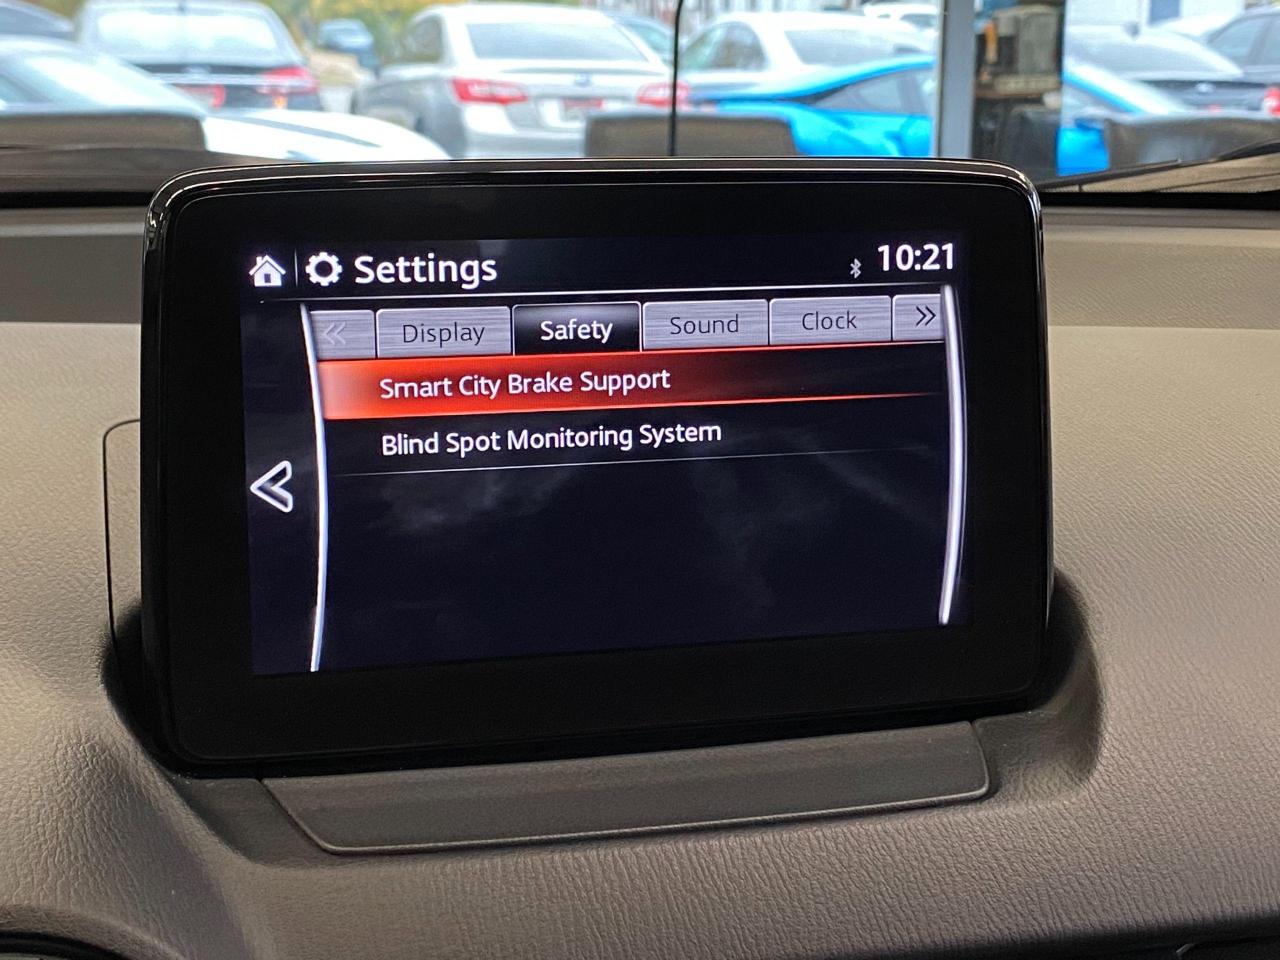 Settings
10:21
Display
Safety
Sound
Clock
Smart City Brake Support
Blind Spot Monitoring System